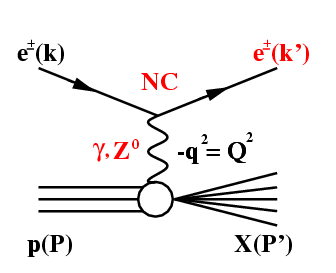 e±(k) e±(k’)
NC
γ, Z⁰ -q²= Q²
p(P) X(P’)